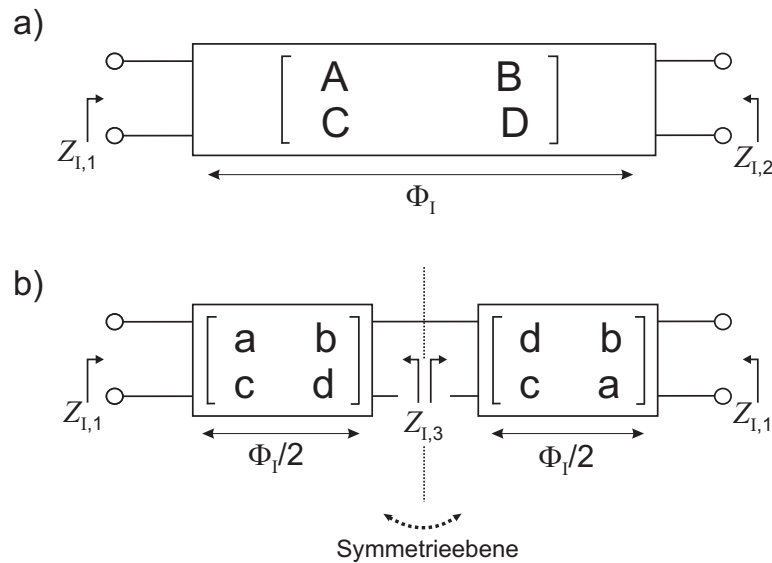 a)
A B
C D
Z_I,1 Z_I,2
Φ_I
b)
a b d b
c d c a
Z_I,1 Z_I,3 Z_I,1
Φ_I/2 Φ_I/2
Symmetrieebene